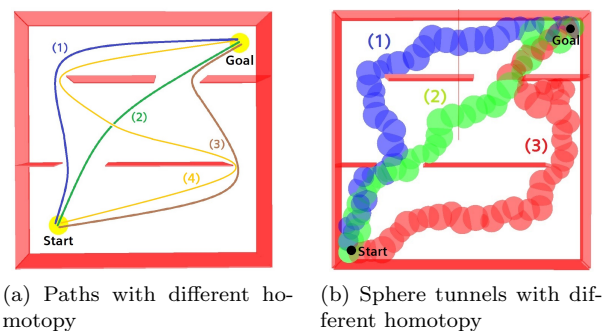 (1)
Goal
(2)
(3)
(4)
Start
(a) Paths with different ho-
motopy
(1)
Goal
(2)
(3)
Start
(b) Sphere tunnels with dif-
ferent homotopy